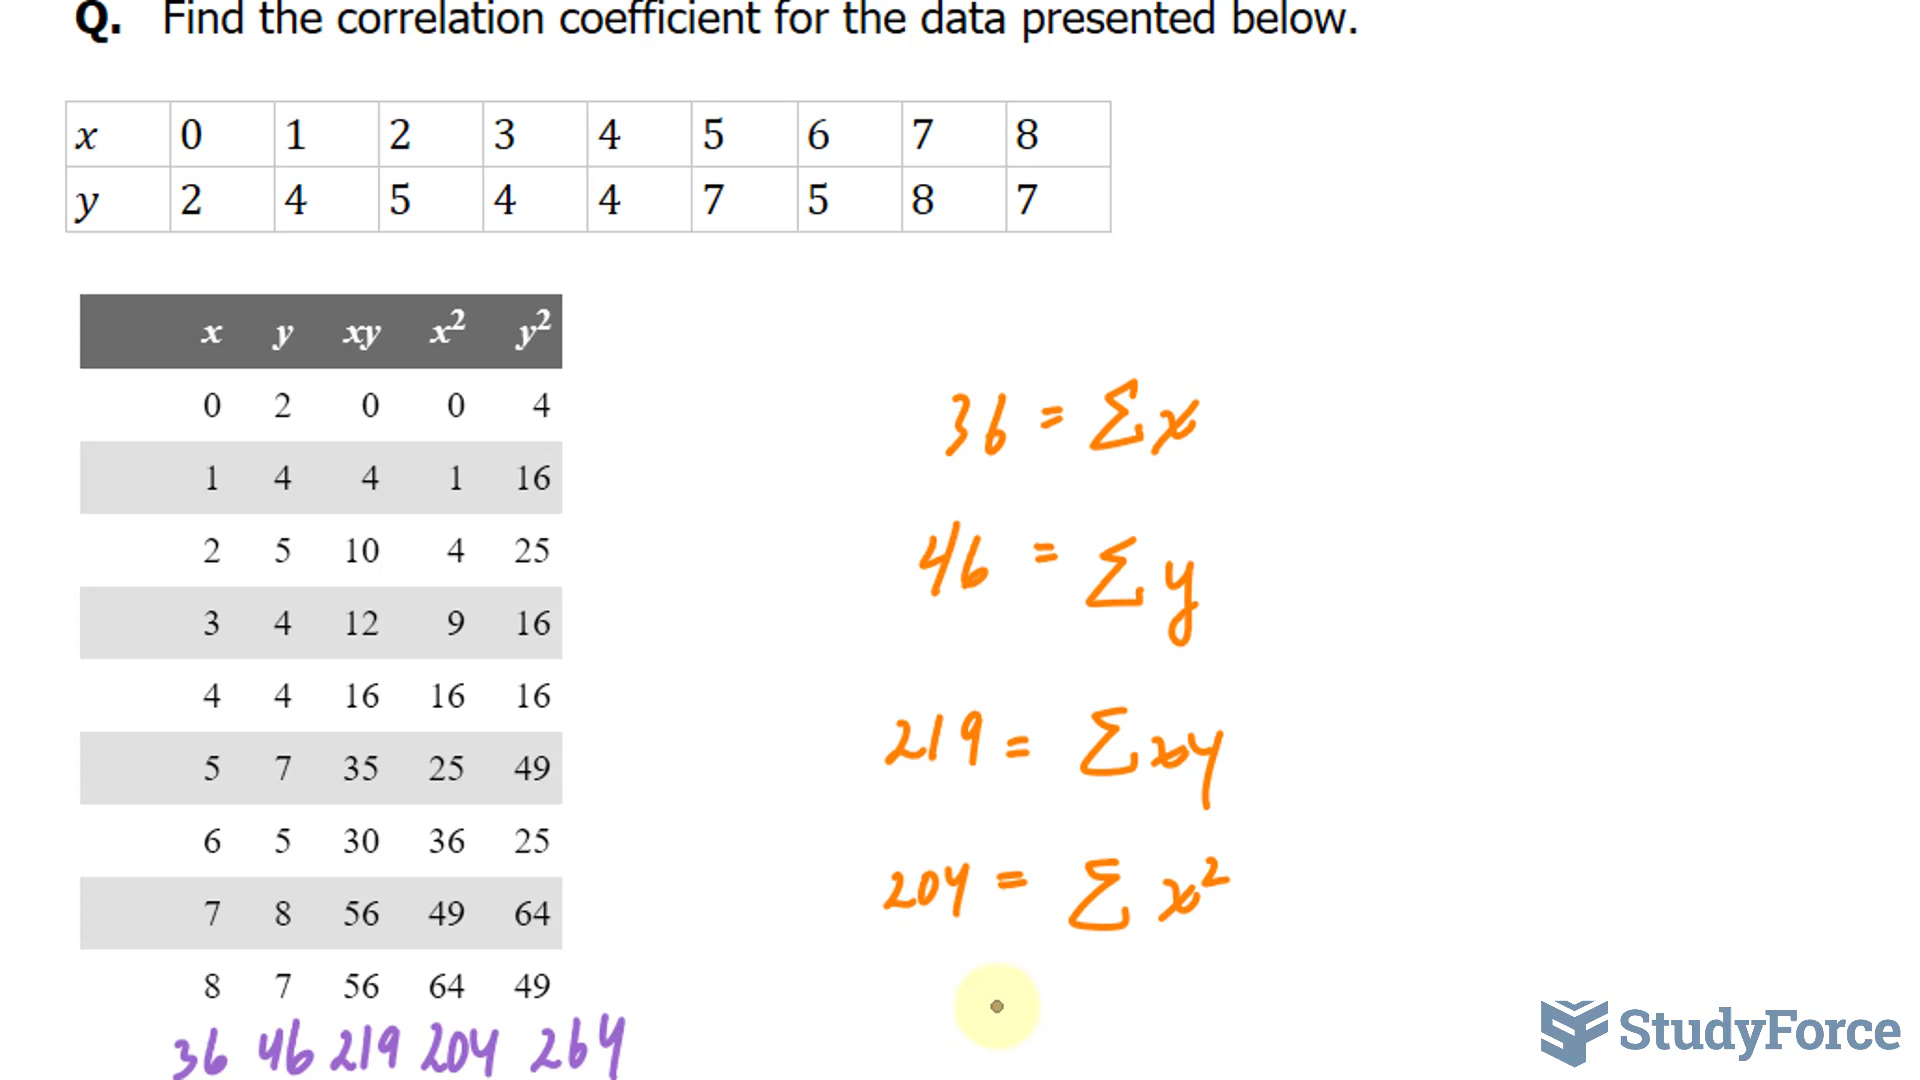 Q. Find the correlation coefficient for the data presented below.
x 0 1 2 3 4 5 6 7 8
y 2 4 5 4 4 7 5 8 7
x y xy x² y²
0 2 0 0 4
1 4 4 1 16
2 5 10 4 25
3 4 12 9 16
4 4 16 16 16
5 7 35 25 49
6 5 30 36 25
7 8 56 49 64
8 7 56 64 49
36 46 219 204 264
36 = Σx
46 = Σy
219 = Σxy
204 = Σx²
StudyForce